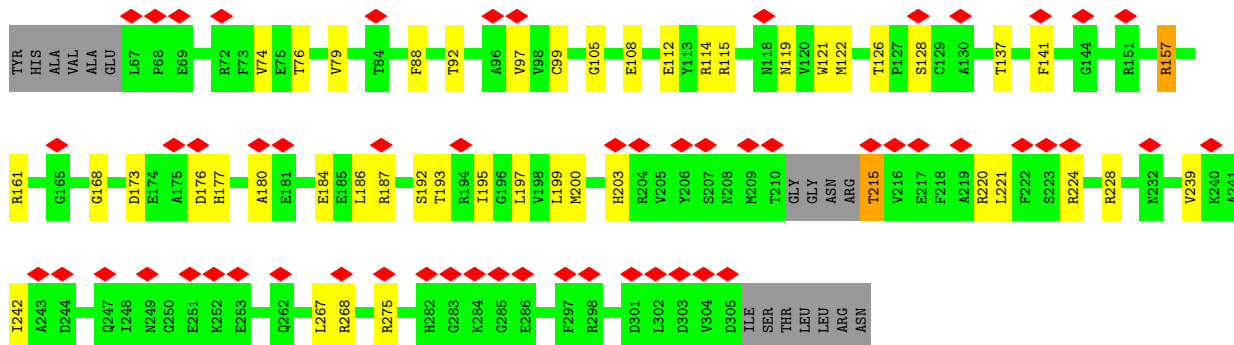 TYR HIS ALA VAL ALA GLU L67 P68 E69 R72 F73 V74 E75 T76 V79 T84 F88 T92 A96 V97 V98 C99 G105 E108 E112 Y113 R114 R115 N118 N119 V120 W121 M122 T126 P127 S128 C129 A130 T137 F141 G144 R151 R157
R161 G165 G168 D173 E174 A175 D176 H177 A180 E181 E184 E185 L186 R187 S192 T193 R194 I195 G196 L197 V198 L199 M200 H203 R204 V205 Y206 S207 N208 M209 T210 GLY GLY ASN ARG T215 V216 E217 F218 A219 R220 L221 F222 S223 R224 R228 N232 V239 K240 A241
I242 A243 D244 Q247 I248 N249 G250 E251 K252 E253 Q262 L267 R268 R275 H282 G283 K284 G285 E286 F297 R298 D301 L302 D303 V304 D305 ILE SER THR LEU LEU ARG ASN